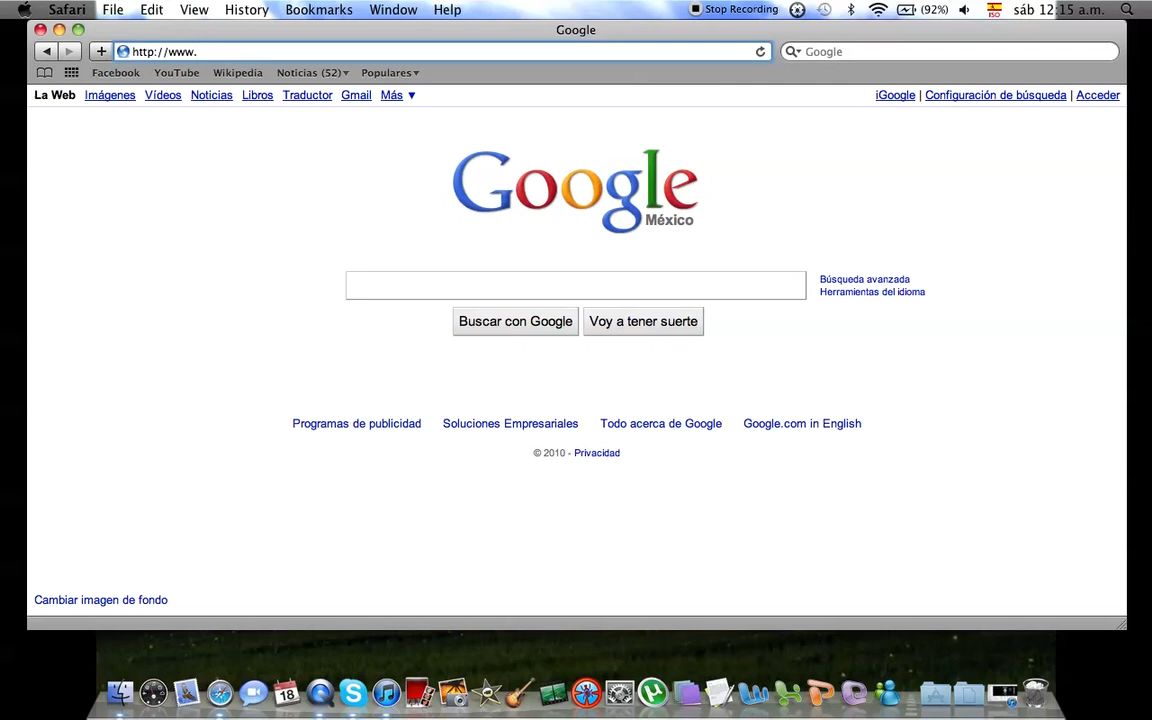 Safari File Edit View History Bookmarks Window Help Stop Recording (92%) ISO sáb 12:15 a.m.
Google
http://www. Google
Facebook YouTube Wikipedia Noticias (52)▾ Populares▾
La Web Imágenes Vídeos Noticias Libros Traductor Gmail Más ▼ iGoogle | Configuración de búsqueda | Acceder
Google
México
Búsqueda avanzada
Herramientas del idioma
Buscar con Google Voy a tener suerte
Programas de publicidad Soluciones Empresariales Todo acerca de Google Google.com in English
© 2010 - Privacidad
Cambiar imagen de fondo
18